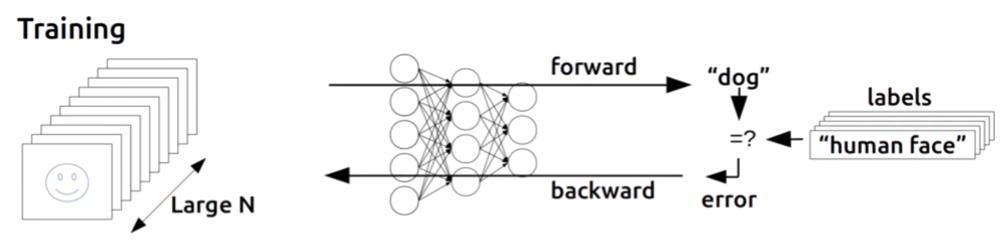 Training
Large N
forward
backward
“dog”
=?
error
labels
“human face”